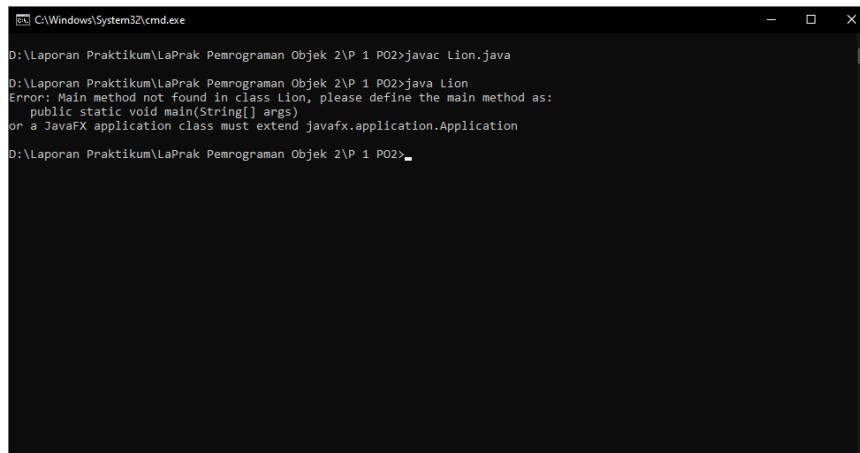 C:\Windows\System32\cmd.exe
D:\Laporan Praktikum\LaPrak Pemrograman Objek 2\P 1 PO2>javac Lion.java
D:\Laporan Praktikum\LaPrak Pemrograman Objek 2\P 1 PO2>java Lion
Error: Main method not found in class Lion, please define the main method as:
   public static void main(String[] args)
or a JavaFX application class must extend javafx.application.Application
D:\Laporan Praktikum\LaPrak Pemrograman Objek 2\P 1 PO2>